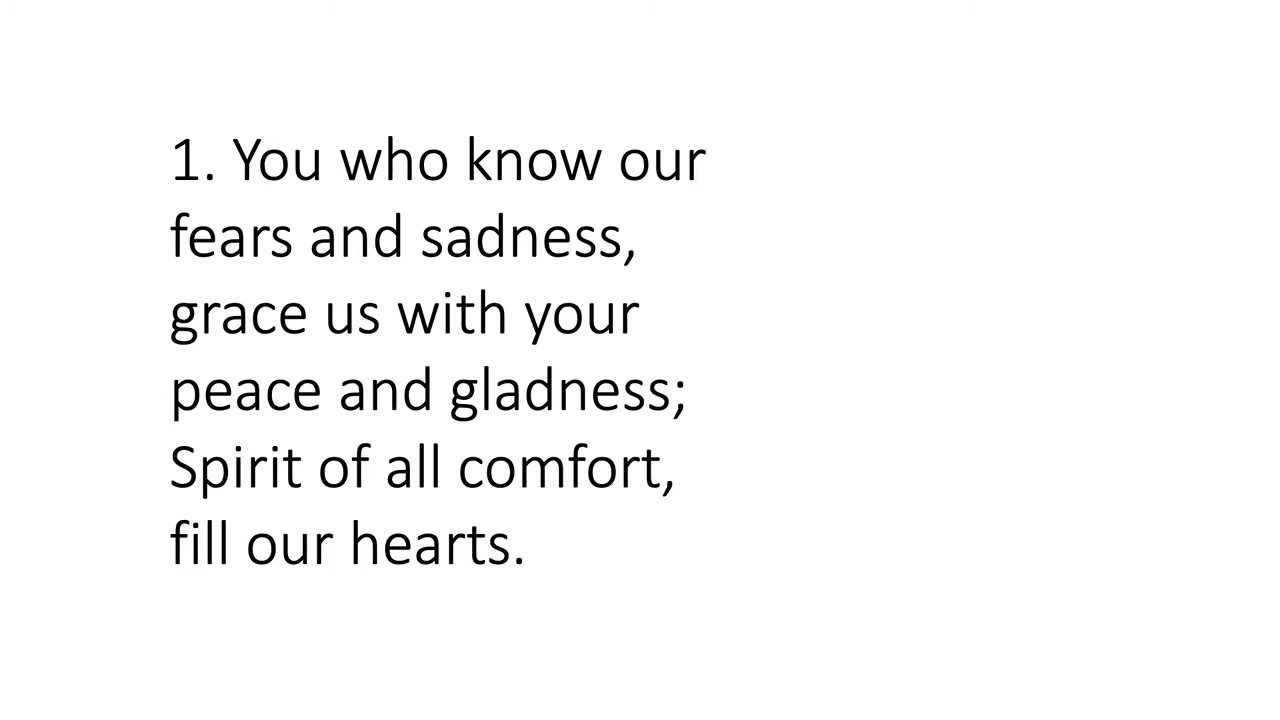 1. You who know our
fears and sadness,
grace us with your
peace and gladness;
Spirit of all comfort,
fill our hearts.